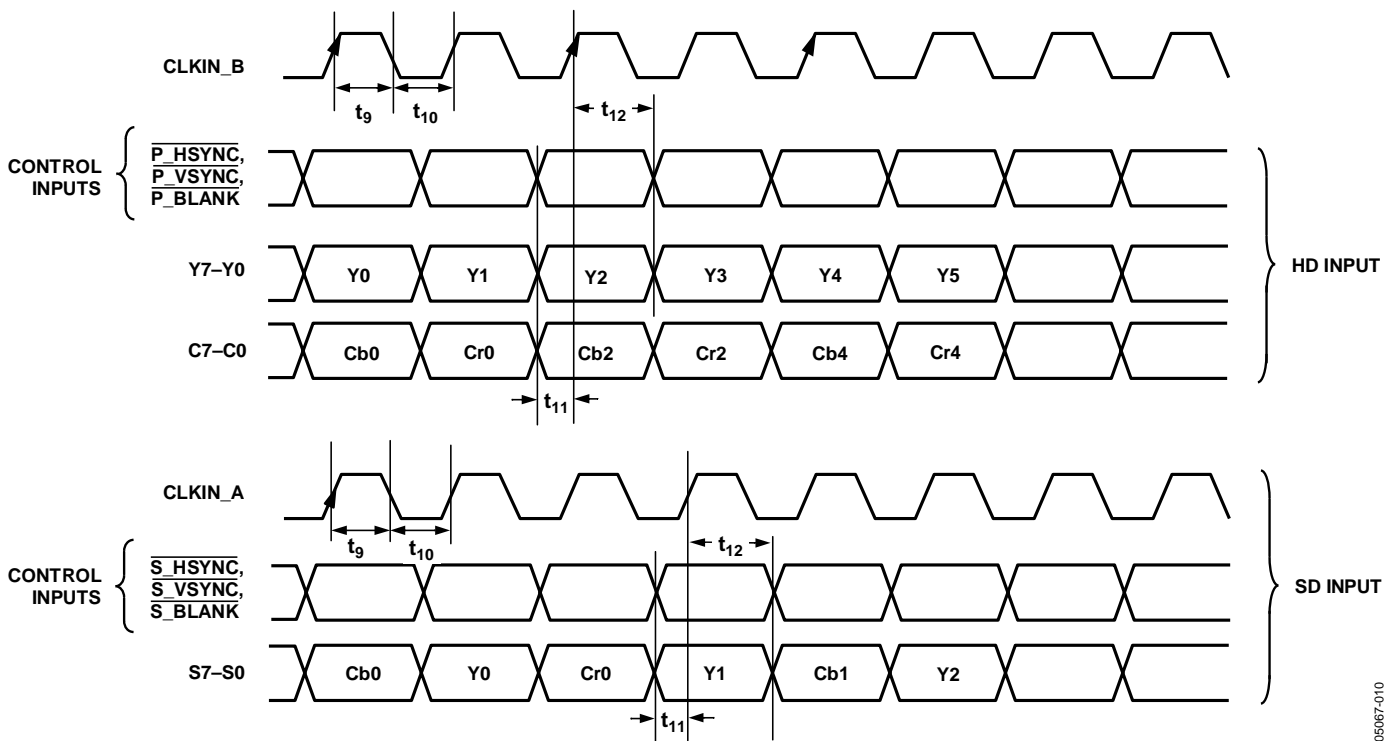 CLKIN_B
t9 t10 t12
CONTROL
INPUTS
P_HSYNC,
P_VSYNC,
P_BLANK
Y7–Y0 Y0 Y1 Y2 Y3 Y4 Y5
HD INPUT
C7–C0 Cb0 Cr0 Cb2 Cr2 Cb4 Cr4
t11
CLKIN_A
t9 t10 t12
CONTROL
INPUTS
S_HSYNC,
S_VSYNC,
S_BLANK
SD INPUT
S7–S0 Cb0 Y0 Cr0 Y1 Cb1 Y2
t11
05067-010